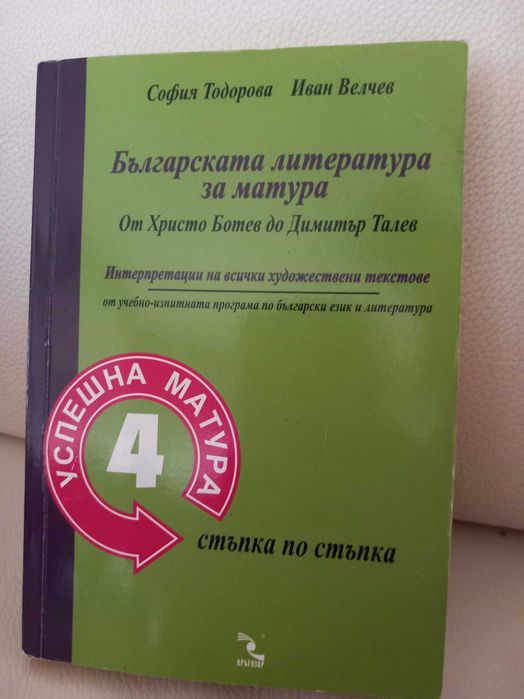 София Тодорова Иван Велчев
Българската литература
за матура
От Христо Ботев до Димитър Талев
Интерпретации на всички художествени текстове
от учебно-изпитната програма по български език и литература
УСПЕШНА МАТУРА
4
стъпка по стъпка
КРЪГОЗОР